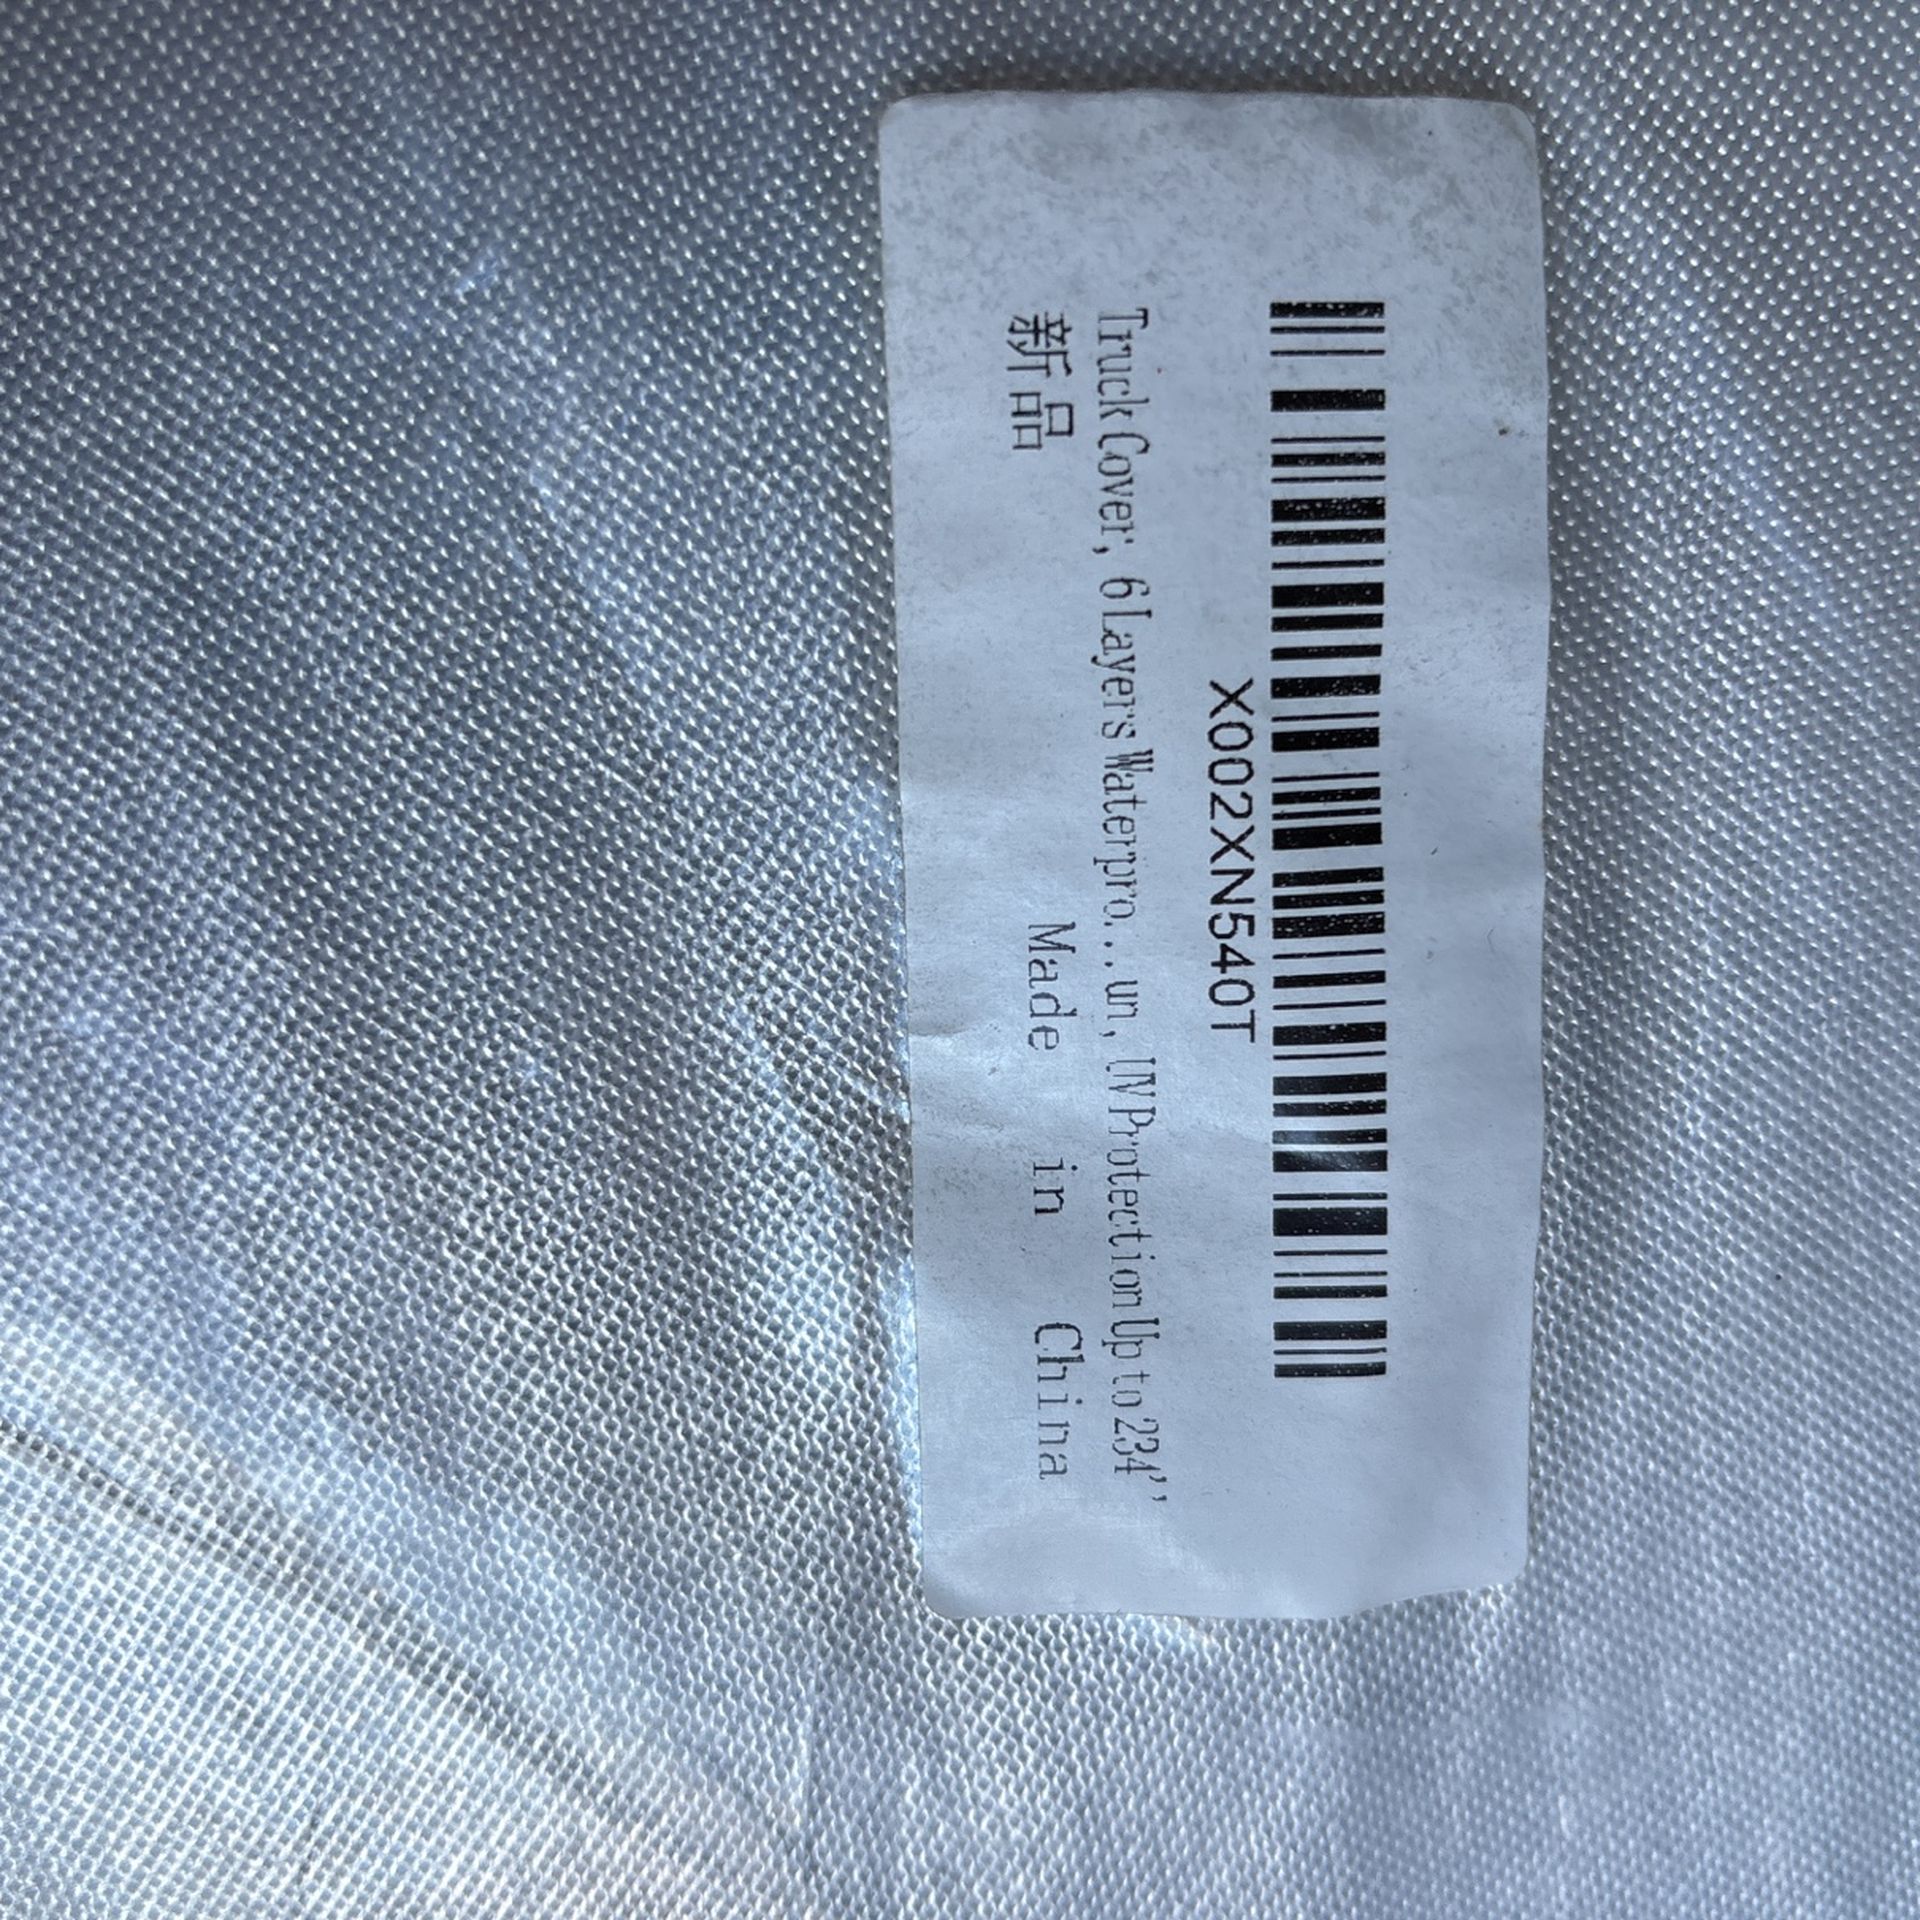 X002XN540T
Truck Cover, 6 Layers Waterpro...un, UV Protection Up to 234''
新品
Made in China